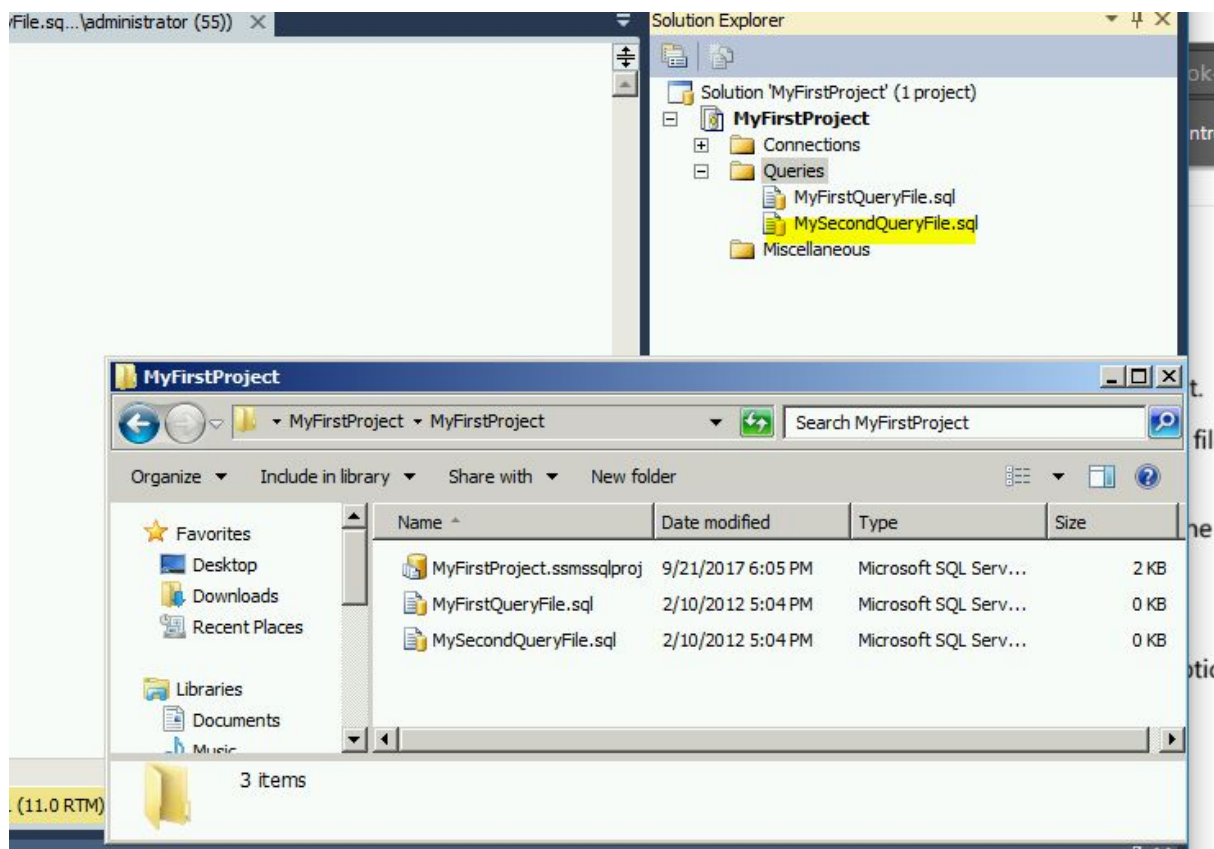 File.sq...\administrator (55))
Solution Explorer
Solution 'MyFirstProject' (1 project)
MyFirstProject
Connections
Queries
MyFirstQueryFile.sql
MySecondQueryFile.sql
Miscellaneous
MyFirstProject
MyFirstProject MyFirstProject
Search MyFirstProject
t.
fil
Organize Include in library Share with New folder
Name Date modified Type Size
Favorites
Desktop
Downloads
Recent Places
Libraries
Documents
Music
MyFirstProject.ssmssqlproj 9/21/2017 6:05 PM Microsoft SQL Serv... 2 KB
MyFirstQueryFile.sql 2/10/2012 5:04 PM Microsoft SQL Serv... 0 KB
MySecondQueryFile.sql 2/10/2012 5:04 PM Microsoft SQL Serv... 0 KB
3 items
(11.0 RTM)